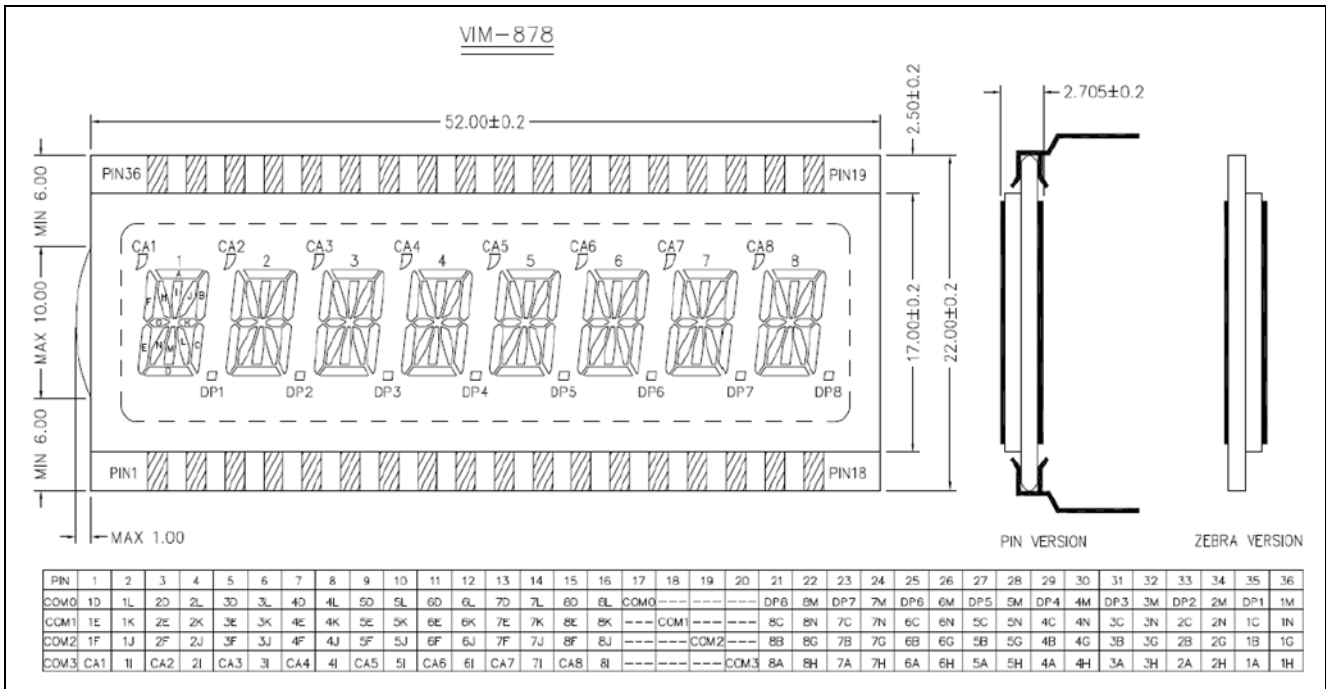 VIM-878
52.00±0.2
2.50±0.2
2.705±0.2
MIN 6.00
MAX 10.00
MIN 6.00
17.00±0.2
22.00±0.2
PIN36
PIN19
CA1 CA2 CA3 CA4 CA5 CA6 CA7 CA8
1 2 3 4 5 6 7 8
A
F H I J B
G K
E N M L C
D
DP1 DP2 DP3 DP4 DP5 DP6 DP7 DP8
PIN1
PIN18
MAX 1.00
PIN VERSION
ZEBRA VERSION
PIN 1 2 3 4 5 6 7 8 9 10 11 12 13 14 15 16 17 18 19 20 21 22 23 24 25 26 27 28 29 30 31 32 33 34 35 36
COM0 1D 1L 2D 2L 3D 3L 4D 4L 5D 5L 6D 6L 7D 7L 8D 8L COM0 --- --- --- DP8 8M DP7 7M DP6 6M DP5 5M DP4 4M DP3 3M DP2 2M DP1 1M
COM1 1E 1K 2E 2K 3E 3K 4E 4K 5E 5K 6E 6K 7E 7K 8E 8K --- COM1 --- --- 8C 8N 7C 7N 6C 6N 5C 5N 4C 4N 3C 3N 2C 2N 1C 1N
COM2 1F 1J 2F 2J 3F 3J 4F 4J 5F 5J 6F 6J 7F 7J 8F 8J --- --- COM2 --- 8B 8G 7B 7G 6B 6G 5B 5G 4B 4G 3B 3G 2B 2G 1B 1G
COM3 CA1 1I CA2 2I CA3 3I CA4 4I CA5 5I CA6 6I CA7 7I CA8 8I --- --- --- COM3 8A 8H 7A 7H 6A 6H 5A 5H 4A 4H 3A 3H 2A 2H 1A 1H